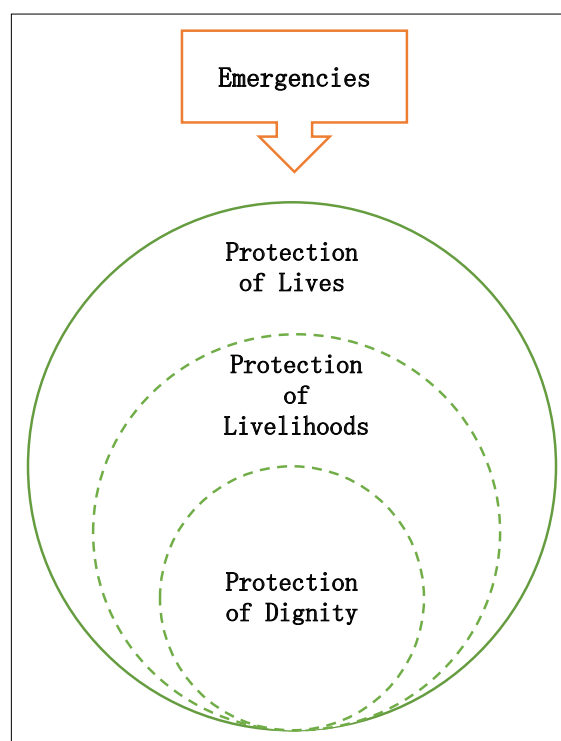 Emergencies
Protection
of Lives
Protection
of
Livelihoods
Protection
of Dignity